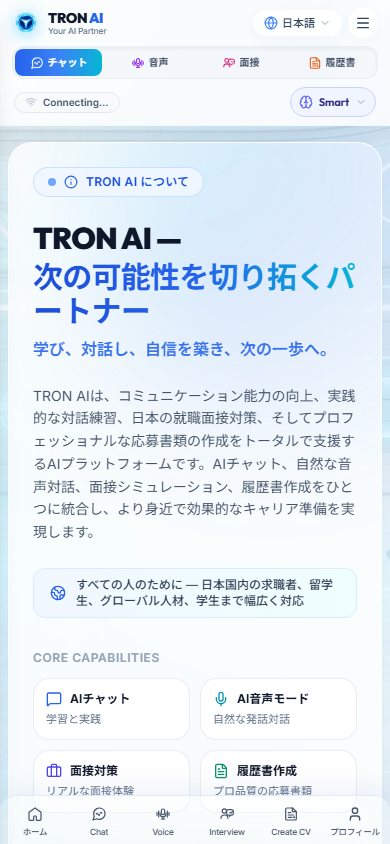 TRON AI
Your AI Partner
日本語
チャット
音声
面接
履歴書
Connecting...
Smart
TRON AI について
TRON AI —
次の可能性を切り拓くパ
ートナー
学び、対話し、自信を築き、次の一歩へ。
TRON AIは、コミュニケーション能力の向上、実践
的な対話練習、日本の就職面接対策、そしてプロフ
ェッショナルな応募書類の作成をトータルで支援す
るAIプラットフォームです。AIチャット、自然な音
声対話、面接シミュレーション、履歴書作成をひと
つに統合し、より身近で効果的なキャリア準備を実
現します。
すべての人のために — 日本国内の求職者、留学
生、グローバル人材、学生まで幅広く対応
CORE CAPABILITIES
AIチャット
学習と実践
AI音声モード
自然な発話対話
面接対策
リアルな面接体験
履歴書作成
プロ品質の応募書類
ホーム
Chat
Voice
Interview
Create CV
プロフィール